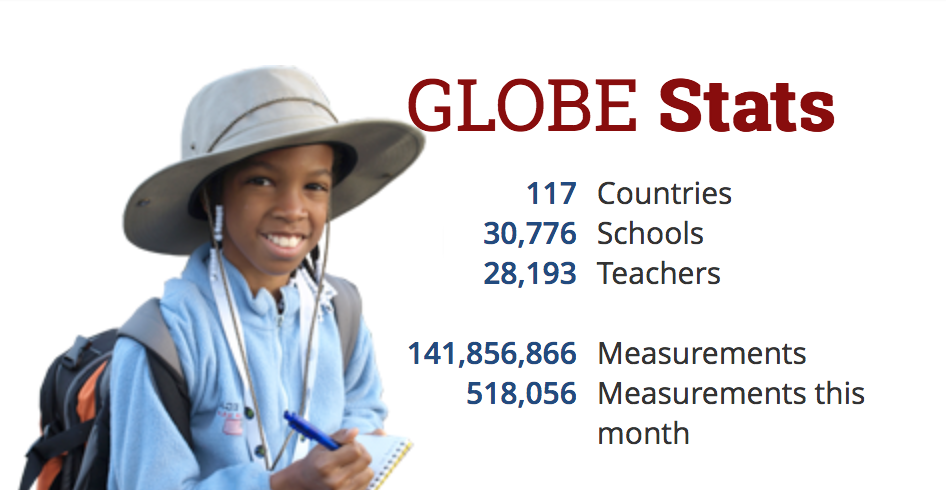 GLOBE Stats
117 Countries
30,776 Schools
28,193 Teachers
141,856,866 Measurements
518,056 Measurements this
month